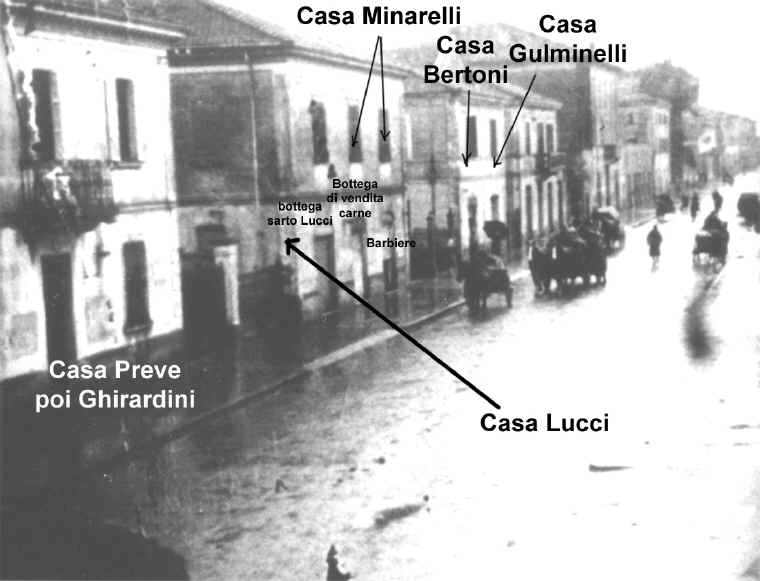 Casa Minarelli
Casa
Gulminelli
Casa
Bertoni
Bottega
di vendita
carne
bottega
sarto Lucci
Barbiere
Casa Preve
poi Ghirardini
Casa Lucci